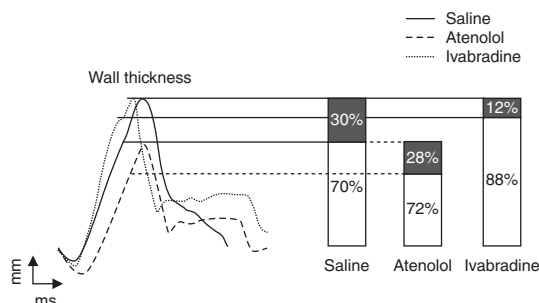 Saline
Atenolol
Ivabradine
Wall thickness
30%
12%
28%
70%
88%
72%
Saline Atenolol Ivabradine
mm
ms